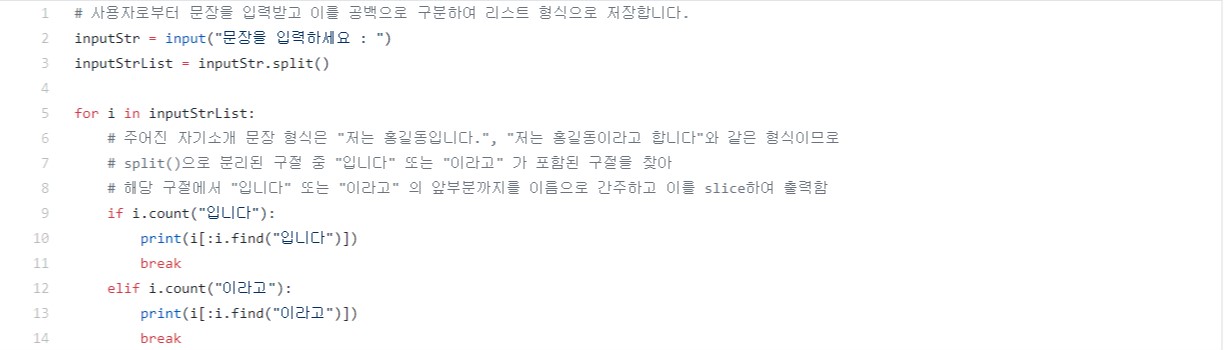 1 # 사용자로부터 문장을 입력받고 이를 공백으로 구분하여 리스트 형식으로 저장합니다.
2 inputStr = input("문장을 입력하세요 : ")
3 inputStrList = inputStr.split()
4
5 for i in inputStrList:
6 # 주어진 자기소개 문장 형식은 "저는 홍길동입니다.", "저는 홍길동이라고 합니다"와 같은 형식이므로
7 # split()으로 분리된 구절 중 "입니다" 또는 "이라고" 가 포함된 구절을 찾아
8 # 해당 구절에서 "입니다" 또는 "이라고" 의 앞부분까지를 이름으로 간주하고 이를 slice하여 출력함
9 if i.count("입니다"):
10 print(i[:i.find("입니다")])
11 break
12 elif i.count("이라고"):
13 print(i[:i.find("이라고")])
14 break